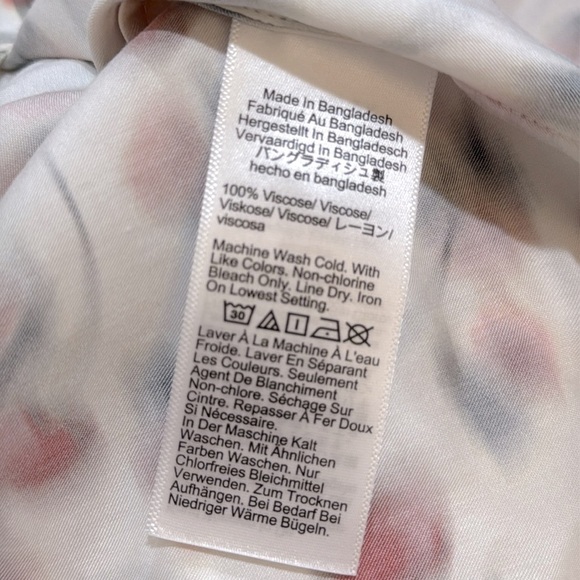 Made In Bangladesh
Fabriqué Au Bangladesh
Hergestellt In Bangladesch
Vervaardigd In Bangladesh
バングラディシュ製
hecho en bangladesh
100% Viscose/ Viscose/
Viskose/ Viscose/ レーヨン/
viscosa
Machine Wash Cold. With
Like Colors. Non-chlorine
Bleach Only. Line Dry. Iron
On Lowest Setting.
30
Laver À La Machine À L'eau
Froide. Laver En Séparant
Les Couleurs. Seulement
Agent De Blanchiment
Non-chlore. Séchage Sur
Cintre. Repasser À Fer Doux
Si Nécessaire.
In Der Maschine Kalt
Waschen. Mit Ähnlichen
Farben Waschen. Nur
Chlorfreies Bleichmittel
Verwenden. Zum Trocknen
Aufhängen. Bei Bedarf Bei
Niedriger Wärme Bügeln.